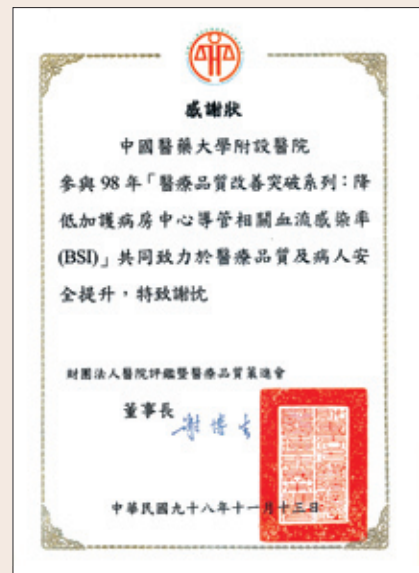 感謝狀
中國醫藥大學附設醫院
參與98年「醫療品質改善突破系列：降
低加護病房中心導管相關血流感染率
(BSI)」共同致力於醫療品質及病人安
全提升，特致謝忱
財團法人醫院評鑑暨醫療品質策進會
董事長
中華民國九十八年十一月十三日